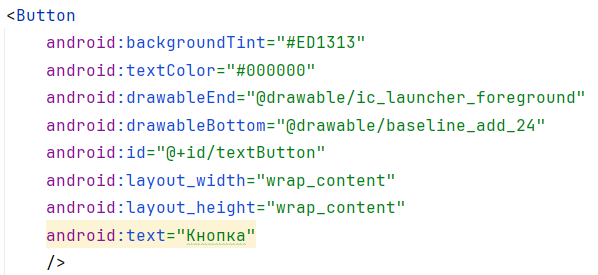 <Button
android:backgroundTint="#ED1313"
android:textColor="#000000"
android:drawableEnd="@drawable/ic_launcher_foreground"
android:drawableBottom="@drawable/baseline_add_24"
android:id="@+id/textButton"
android:layout_width="wrap_content"
android:layout_height="wrap_content"
android:text="Кнопка"
/>